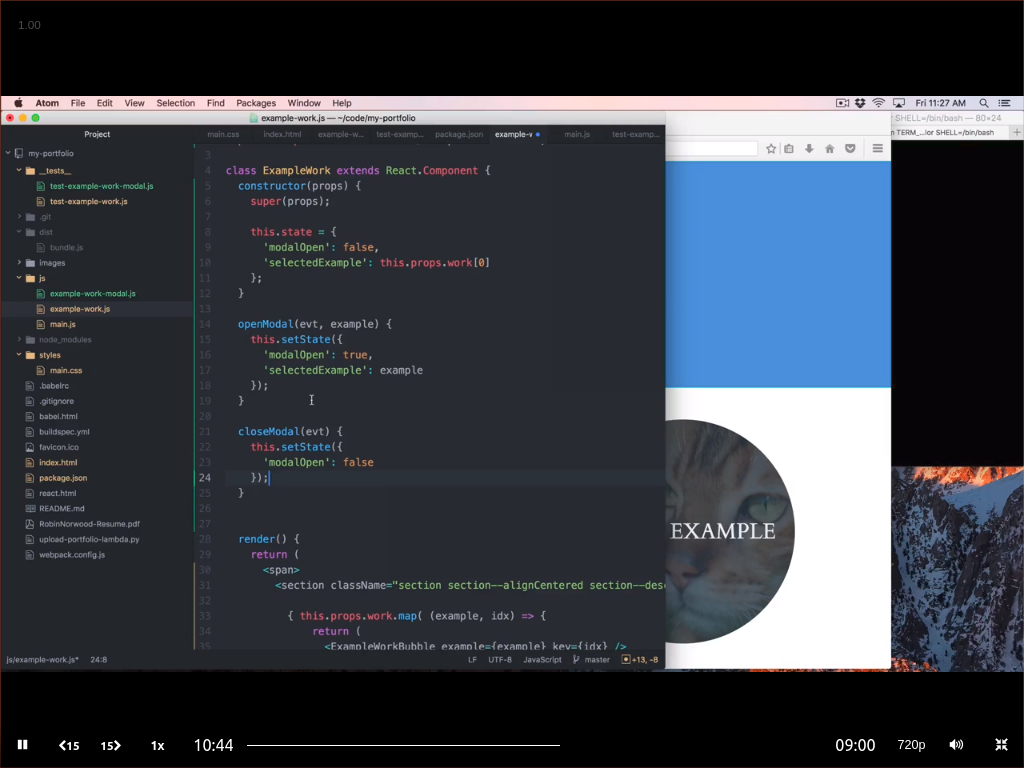 1.00
Atom File Edit View Selection Find Packages Window Help Fri 11:27 AM
example-work.js — ~/code/my-portfolio
SHELL=/bin/bash — 80×24
Project main.css index.html example-w... test-examp... package.json example-v main.js test-examp...
n TERM_...lor SHELL=/bin/bash +
my-portfolio
__tests__
test-example-work-modal.js
test-example-work.js
.git
dist
bundle.js
images
js
example-work-modal.js
example-work.js
main.js
node_modules
styles
main.css
.babelrc
.gitignore
babel.html
buildspec.yml
favicon.ico
index.html
package.json
react.html
README.md
RobinNorwood-Resume.pdf
upload-portfolio-lambda.py
webpack.config.js
3
4 class ExampleWork extends React.Component {
5 constructor(props) {
6 super(props);
7
8 this.state = {
9 'modalOpen': false,
10 'selectedExample': this.props.work[0]
11 };
12 }
13
14 openModal(evt, example) {
15 this.setState({
16 'modalOpen': true,
17 'selectedExample': example
18 });
19 }
20
21 closeModal(evt) {
22 this.setState({
23 'modalOpen': false
24 });
25 }
26
27
28 render() {
29 return (
30 <span>
31 <section className="section section--alignCentered section--desc
32
33 { this.props.work.map( (example, idx) => {
34 return (
35 <ExampleWorkBubble example={example} key={idx} />
EXAMPLE
js/example-work.js* 24:8 LF UTF-8 JavaScript master +13, -8
15 15 1x 10:44 09:00 720p